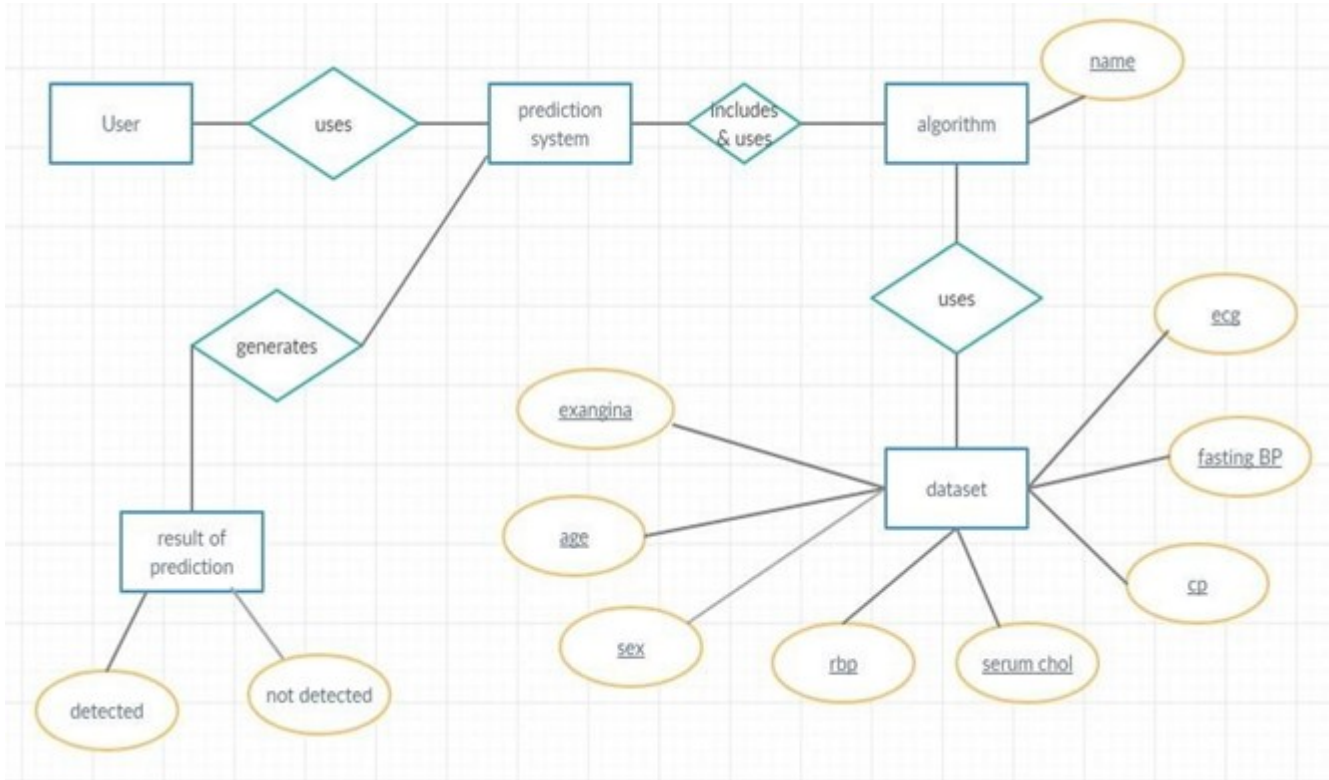 name
User
uses
prediction
system
includes
& uses
algorithm
uses
ecg
generates
exangina
fasting BP
dataset
age
result of
prediction
cp
sex
rbp
serum chol
detected
not detected